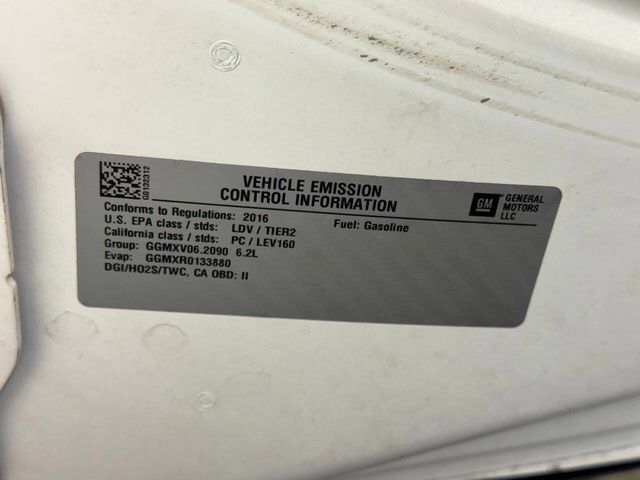 G0132312
VEHICLE EMISSION
CONTROL INFORMATION
GM
GENERAL
MOTORS
LLC
Conforms to Regulations: 2016
Fuel: Gasoline
U.S. EPA class / stds: LDV / TIER2
California class / stds: PC / LEV160
Group: GGMXV06.2090 6.2L
Evap: GGMXR0133880
DGI/HO2S/TWC, CA OBD: II